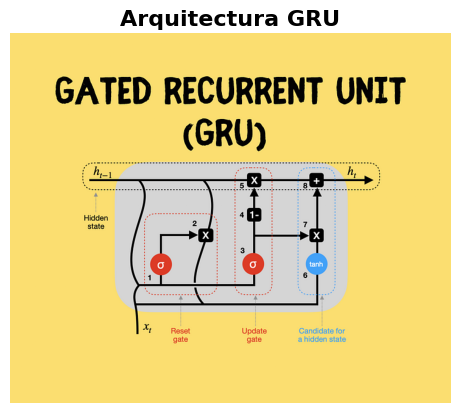 Arquitectura GRU
GATED RECURRENT UNIT
(GRU)
h_{t-1}
h_t
5 X
8 +
4 1-
Hidden
state
2 X
7 X
3
σ
σ
tanh
1
6
x_t
Reset
gate
Update
gate
Candidate for
a hidden state